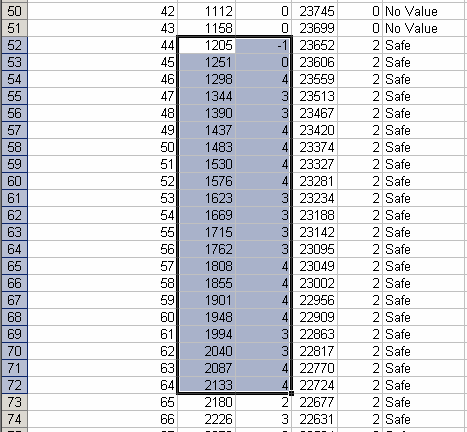 50 42 1112 0 23745 0 No Value
51 43 1158 0 23699 0 No Value
52 44 1205 -1 23652 2 Safe
53 45 1251 0 23606 2 Safe
54 46 1298 4 23559 2 Safe
55 47 1344 3 23513 2 Safe
56 48 1390 3 23467 2 Safe
57 49 1437 4 23420 2 Safe
58 50 1483 4 23374 2 Safe
59 51 1530 4 23327 2 Safe
60 52 1576 4 23281 2 Safe
61 53 1623 3 23234 2 Safe
62 54 1669 3 23188 2 Safe
63 55 1715 3 23142 2 Safe
64 56 1762 3 23095 2 Safe
65 57 1808 4 23049 2 Safe
66 58 1855 4 23002 2 Safe
67 59 1901 4 22956 2 Safe
68 60 1948 4 22909 2 Safe
69 61 1994 3 22863 2 Safe
70 62 2040 3 22817 2 Safe
71 63 2087 4 22770 2 Safe
72 64 2133 4 22724 2 Safe
73 65 2180 2 22677 2 Safe
74 66 2226 3 22631 2 Safe